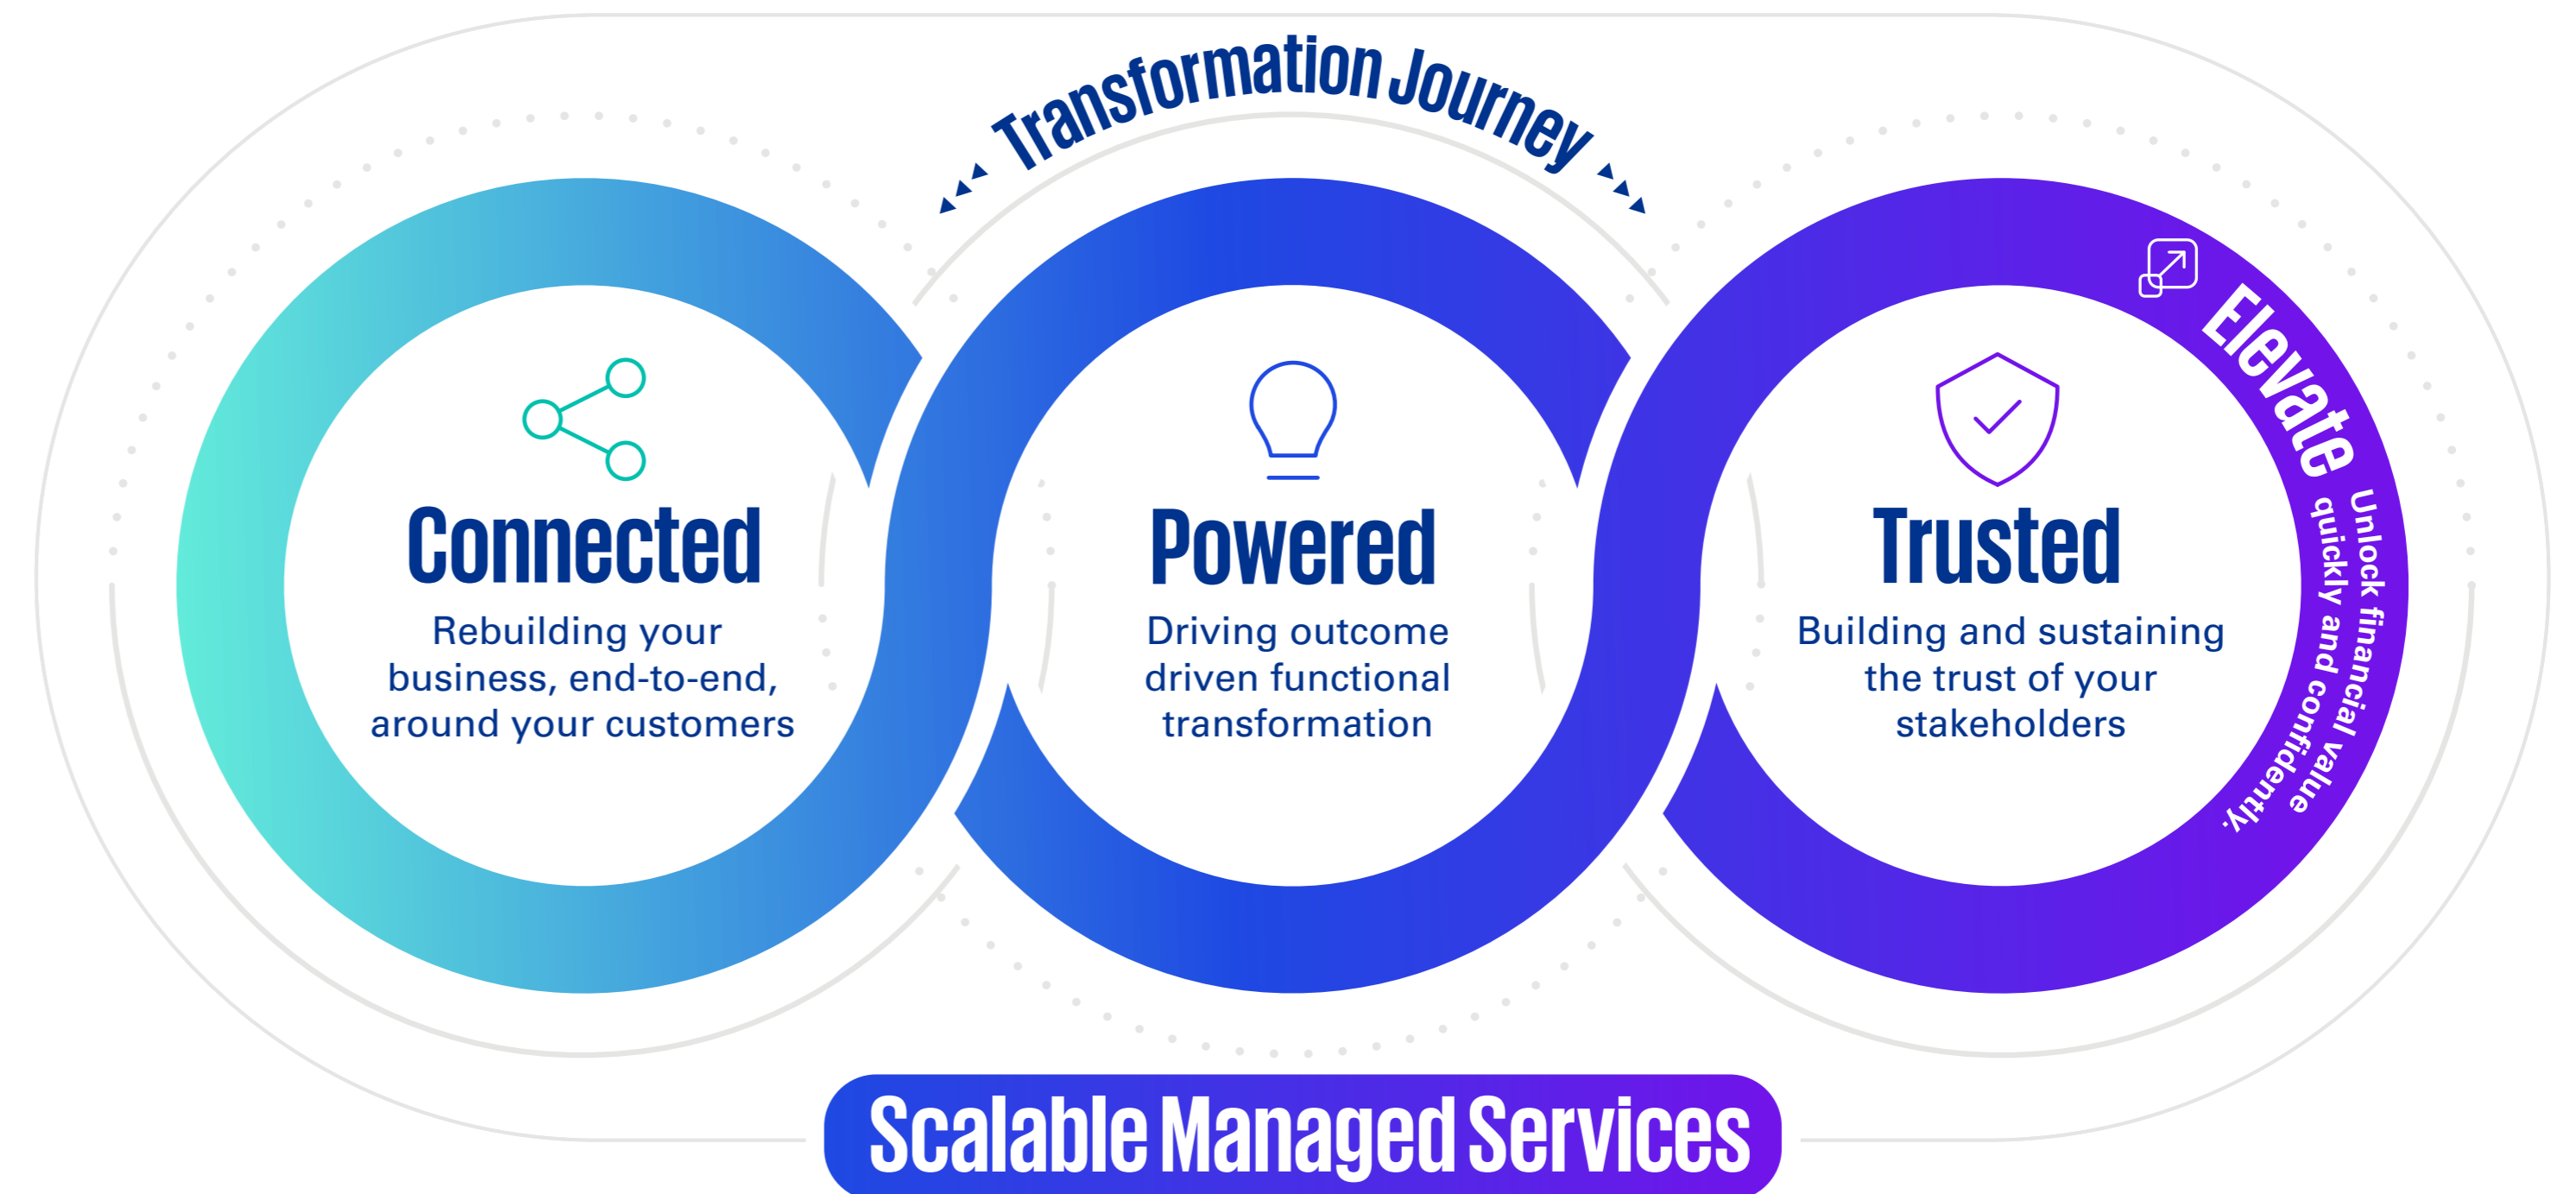 Transformation Journey
Connected
Rebuilding your
business, end-to-end,
around your customers
Powered
Driving outcome
driven functional
transformation
Trusted
Building and sustaining
the trust of your
stakeholders
Elevate
Unlock financial value
quickly and confidently.
Scalable Managed Services